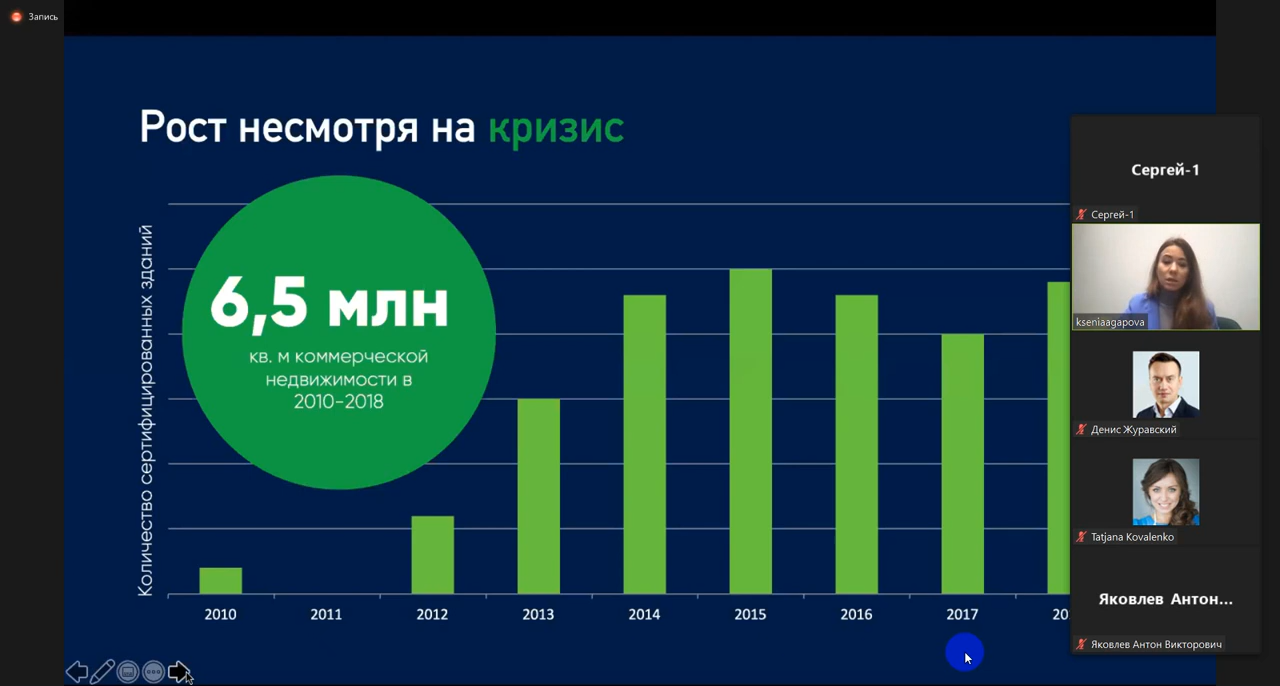 Запись
Рост несмотря на кризис
Количество сертифицированных зданий
6,5 млн
кв. м коммерческой
недвижимости в
2010-2018
2010
2011
2012
2013
2014
2015
2016
2017
20
Сергей-1
Сергей-1
kseniaagapova
Денис Журавский
Tatjana Kovalenko
Яковлев Антон...
Яковлев Антон Викторович